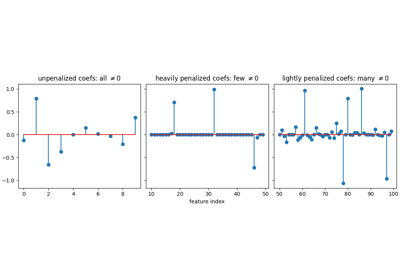 unpenalized coefs: all ≠0 heavily penalized coefs: few ≠0 lightly penalized coefs: many ≠0
1.0
0.5
0.0
−0.5
−1.0
0 2 4 6 8 10 20 30 40 50 50 60 70 80 90 100
feature index